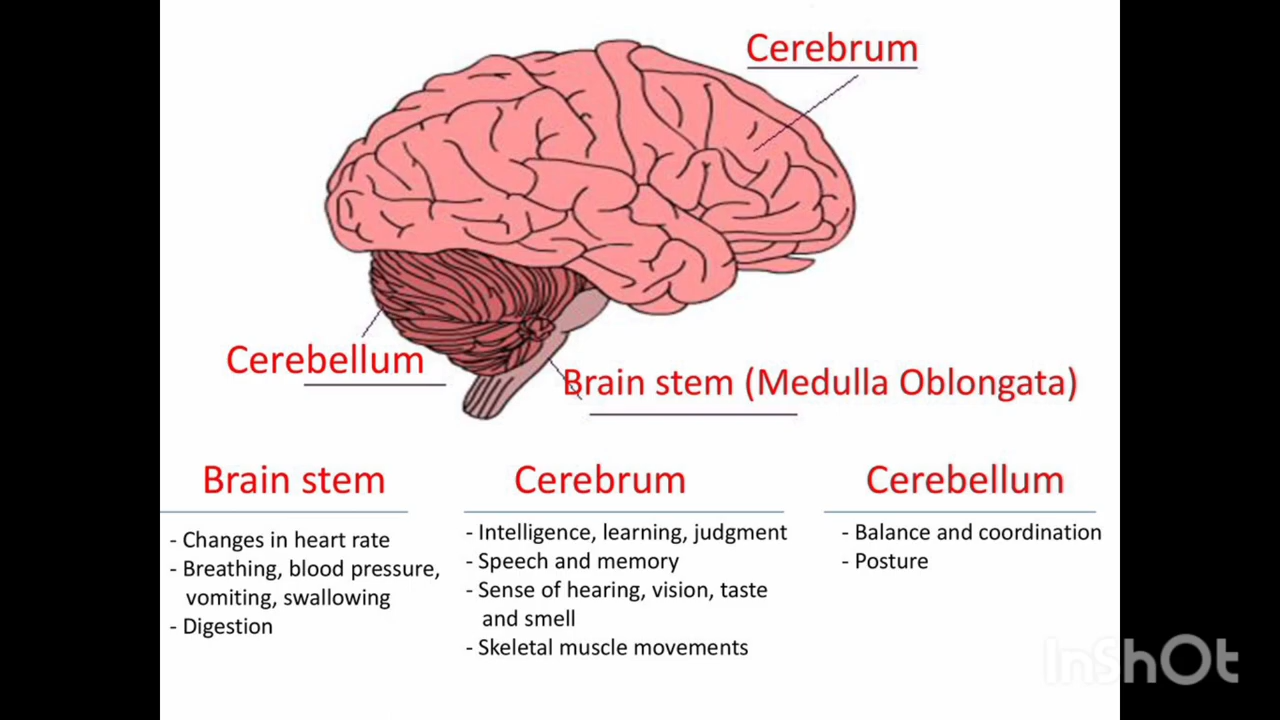 Cerebrum
Cerebellum
Brain stem (Medulla Oblongata)
Brain stem
- Changes in heart rate
- Breathing, blood pressure,
vomiting, swallowing
- Digestion
Cerebrum
- Intelligence, learning, judgment
- Speech and memory
- Sense of hearing, vision, taste
and smell
- Skeletal muscle movements
Cerebellum
- Balance and coordination
- Posture
InShOt